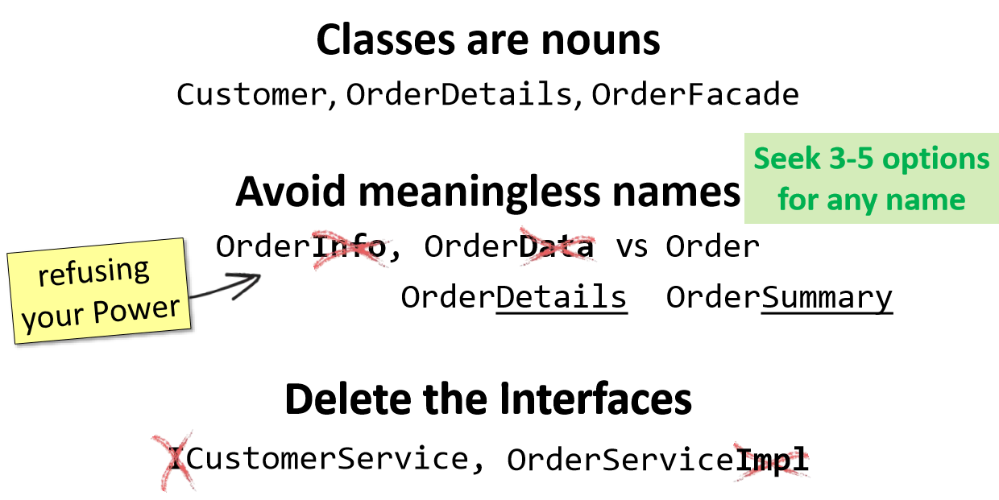 Classes are nouns
Customer, OrderDetails, OrderFacade
Seek 3-5 options
for any name
Avoid meaningless names
OrderInfo, OrderData vs Order
refusing
your Power
OrderDetails OrderSummary
Delete the Interfaces
ICustomerService, OrderServiceImpl